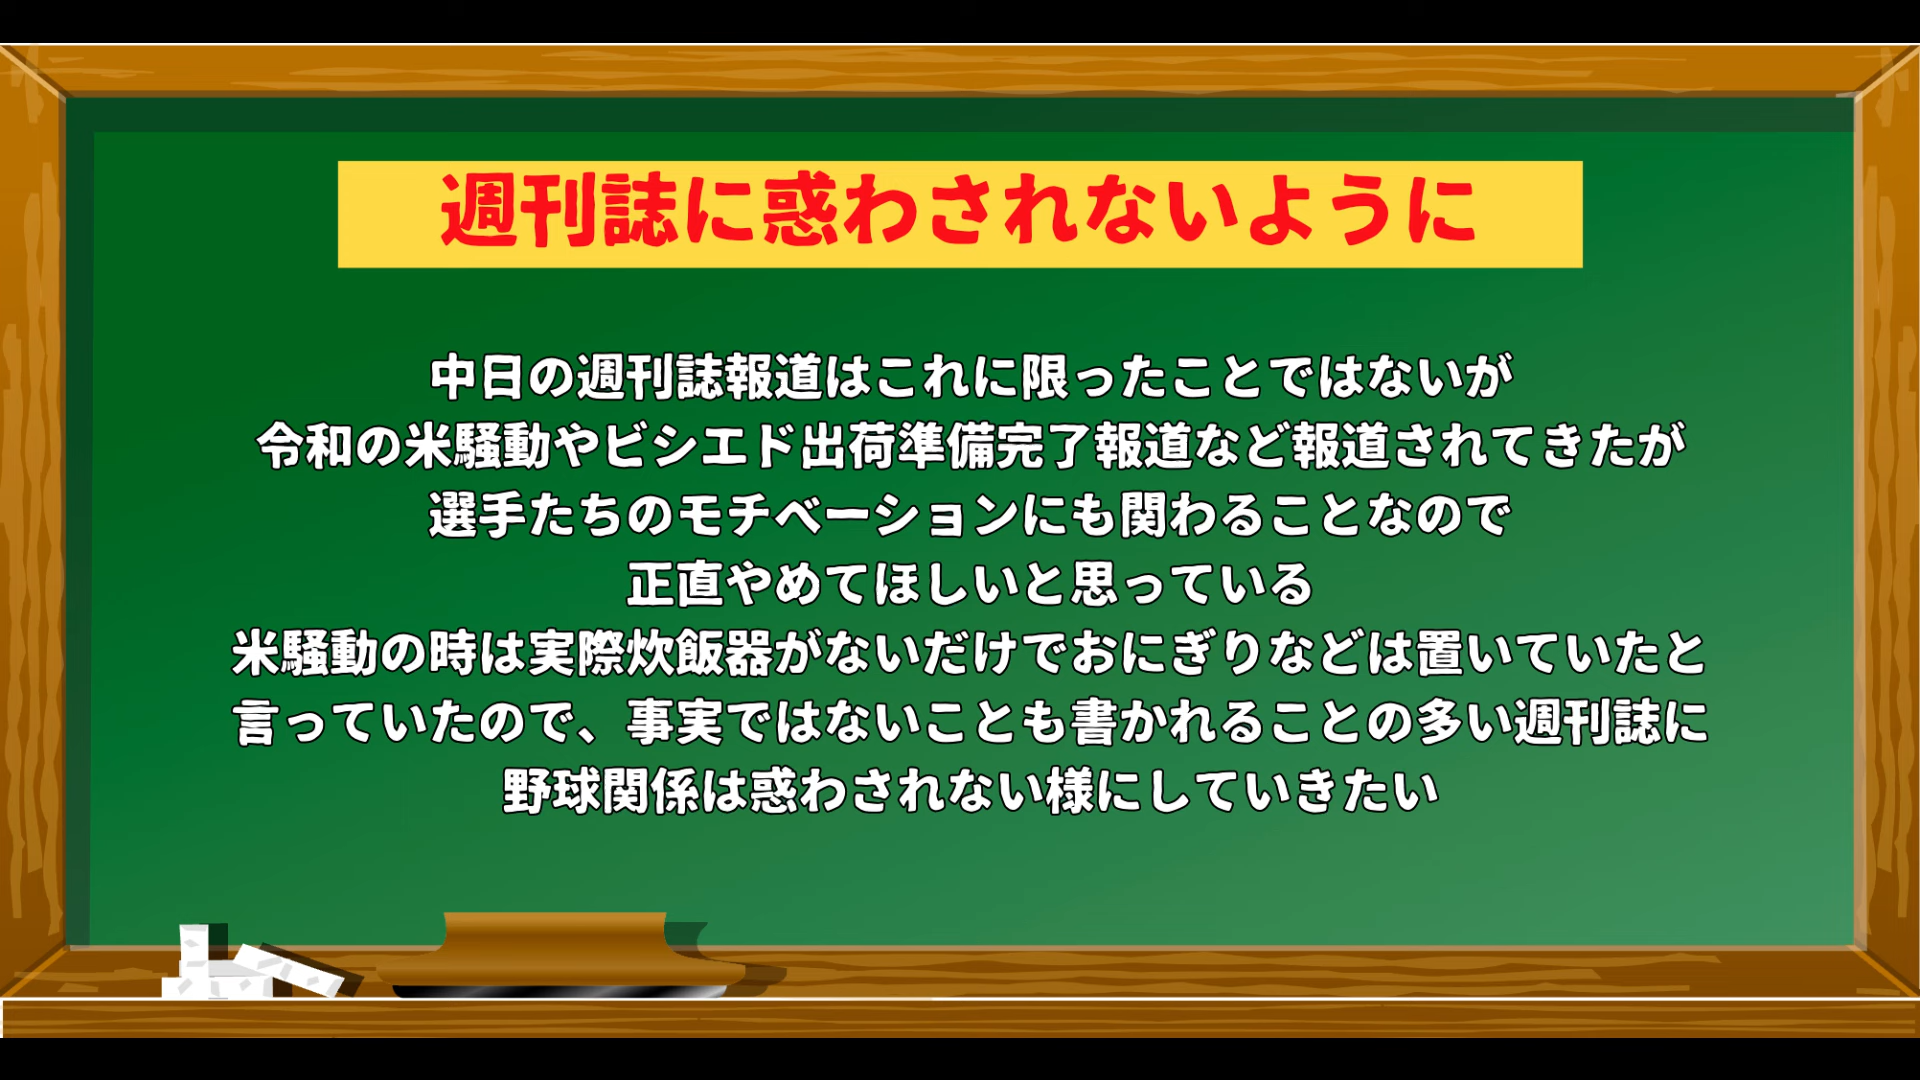 週刊誌に惑わされないように
中日の週刊誌報道はこれに限ったことではないが
令和の米騒動やビシエド出荷準備完了報道など報道されてきたが
選手たちのモチベーションにも関わることなので
正直やめてほしいと思っている
米騒動の時は実際炊飯器がないだけでおにぎりなどは置いていたと
言っていたので、事実ではないことも書かれることの多い週刊誌に
野球関係は惑わされない様にしていきたい